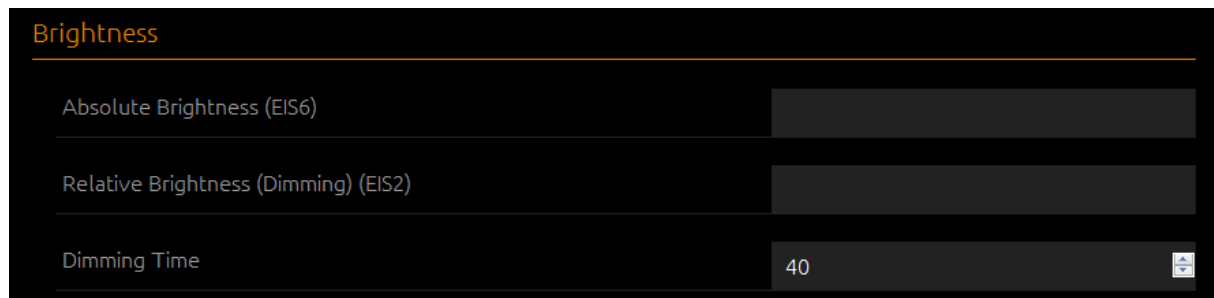 Brightness
Absolute Brightness (EIS6)
Relative Brightness (Dimming) (EIS2)
Dimming Time 40